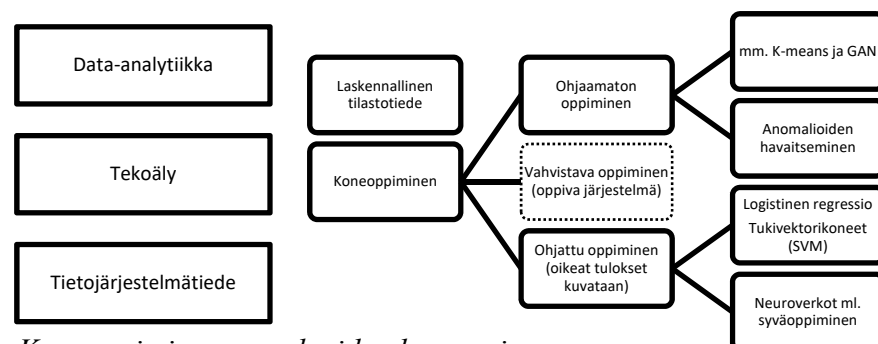 Data-analytiikka
Tekoäly
Tietojärjestelmätiede
Laskennallinen
tilastotiede
Koneoppiminen
Ohjaamaton
oppiminen
Vahvistava oppiminen
(oppiva järjestelmä)
Ohjattu oppiminen
(oikeat tulokset
kuvataan)
mm. K-means ja GAN
Anomalioiden
havaitseminen
Logistinen regressio
Tukivektorikoneet
(SVM)
Neuroverkot ml.
syväoppiminen